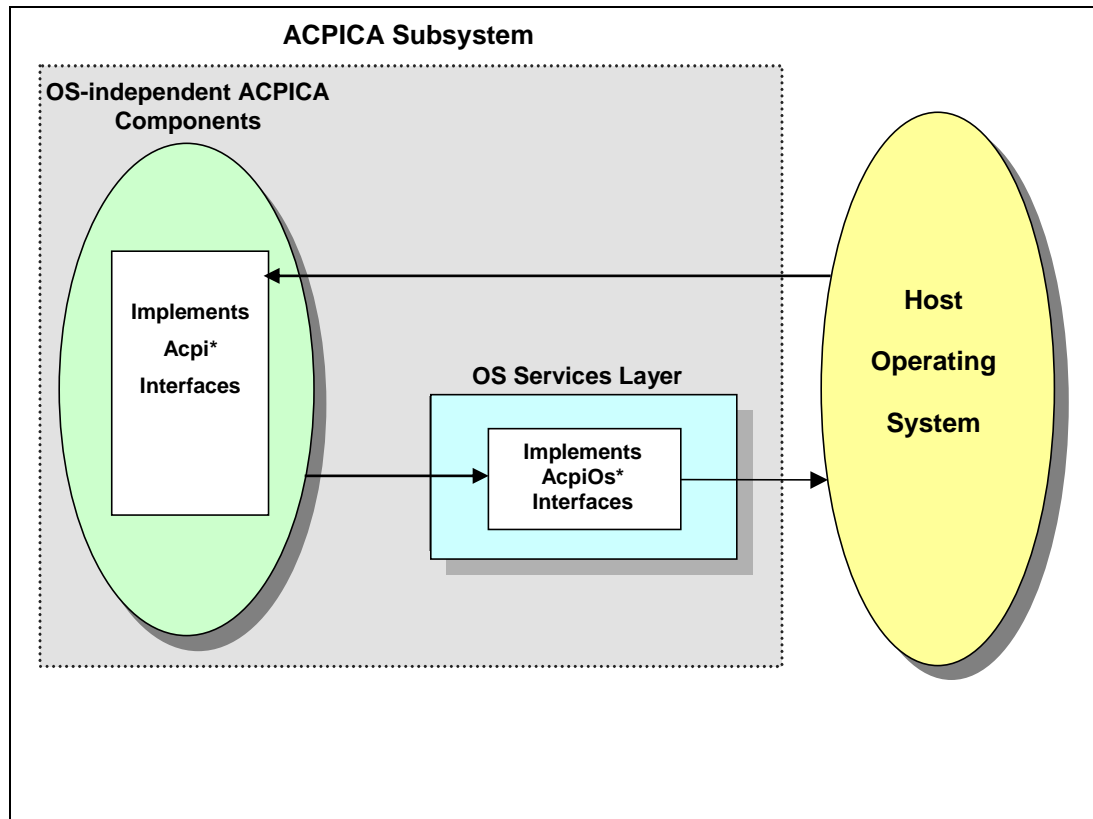 ACPICA Subsystem
OS-independent ACPICA
Components
Implements
Acpi*
Interfaces
OS Services Layer
Implements
AcpiOs*
Interfaces
Host
Operating
System